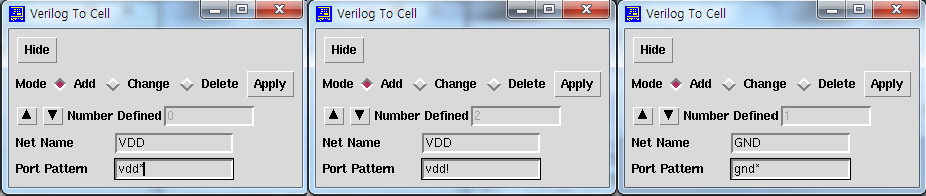 Verilog To Cell
Hide
Mode Add Change Delete Apply
Number Defined 0
Net Name VDD
Port Pattern vdd*
Verilog To Cell
Hide
Mode Add Change Delete Apply
Number Defined 2
Net Name VDD
Port Pattern vdd!
Verilog To Cell
Hide
Mode Add Change Delete Apply
Number Defined 1
Net Name GND
Port Pattern gnd*